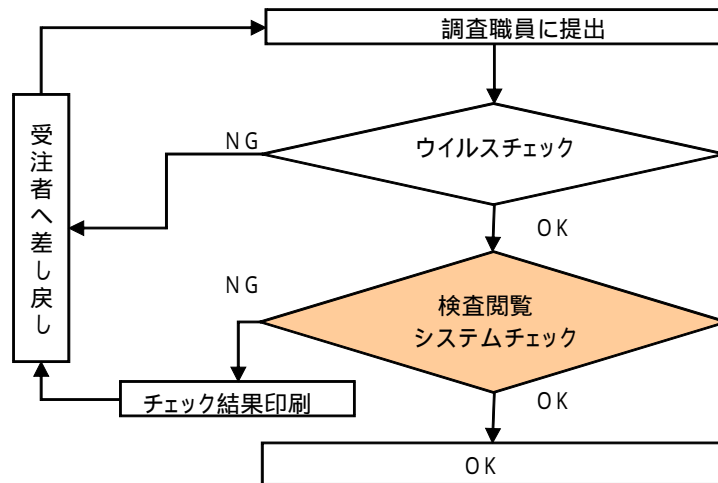 調査職員に提出
ウイルスチェック
NG
OK
受注者へ差し戻し
検査閲覧
システムチェック
NG
OK
チェック結果印刷
OK